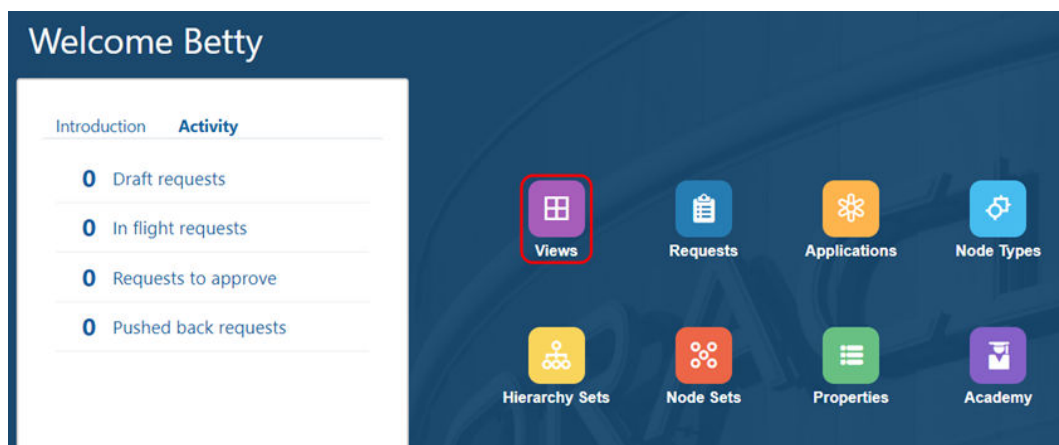 Welcome Betty
Introduction Activity
0 Draft requests
0 In flight requests
0 Requests to approve
0 Pushed back requests
Views Requests Applications Node Types
Hierarchy Sets Node Sets Properties Academy
ORACL